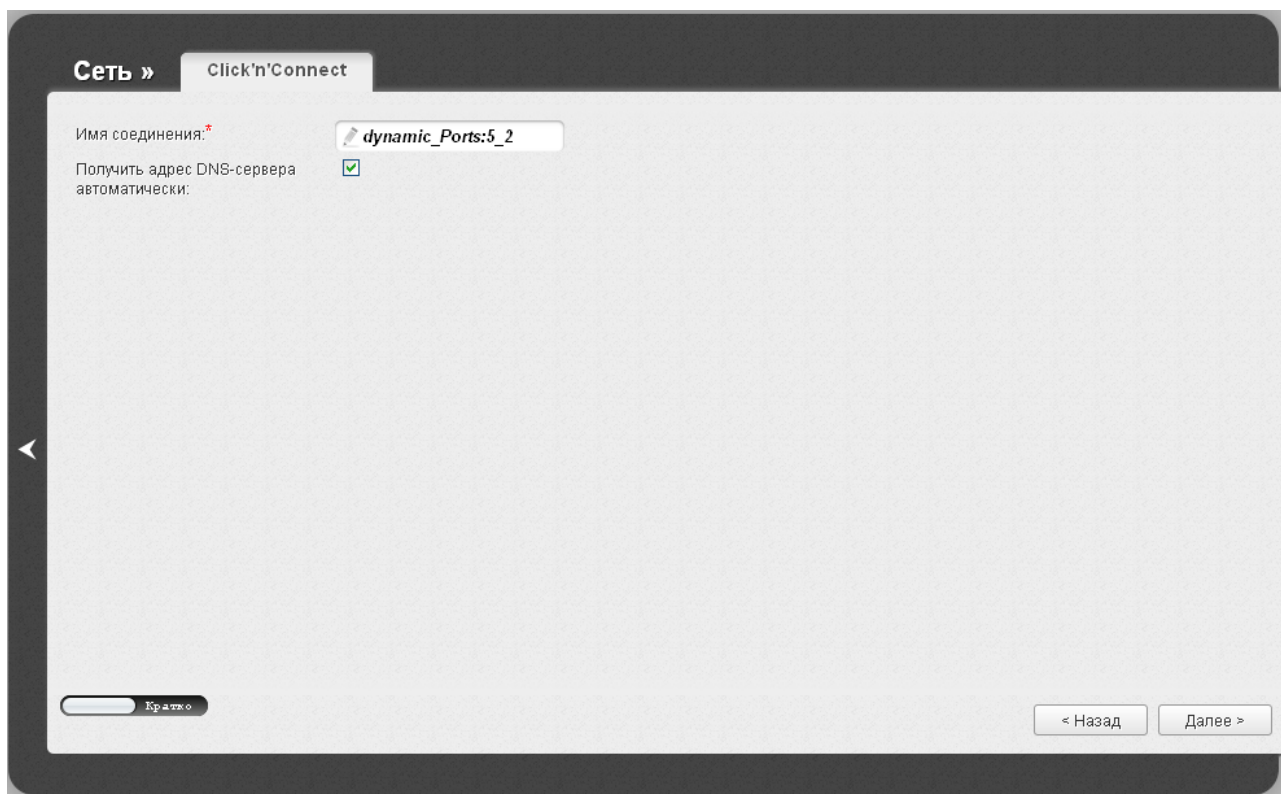 Сеть »
Click'n'Connect
Имя соединения:*
dynamic_Ports:5_2
Получить адрес DNS-сервера
автоматически:
Кратко
< Назад
Далее >